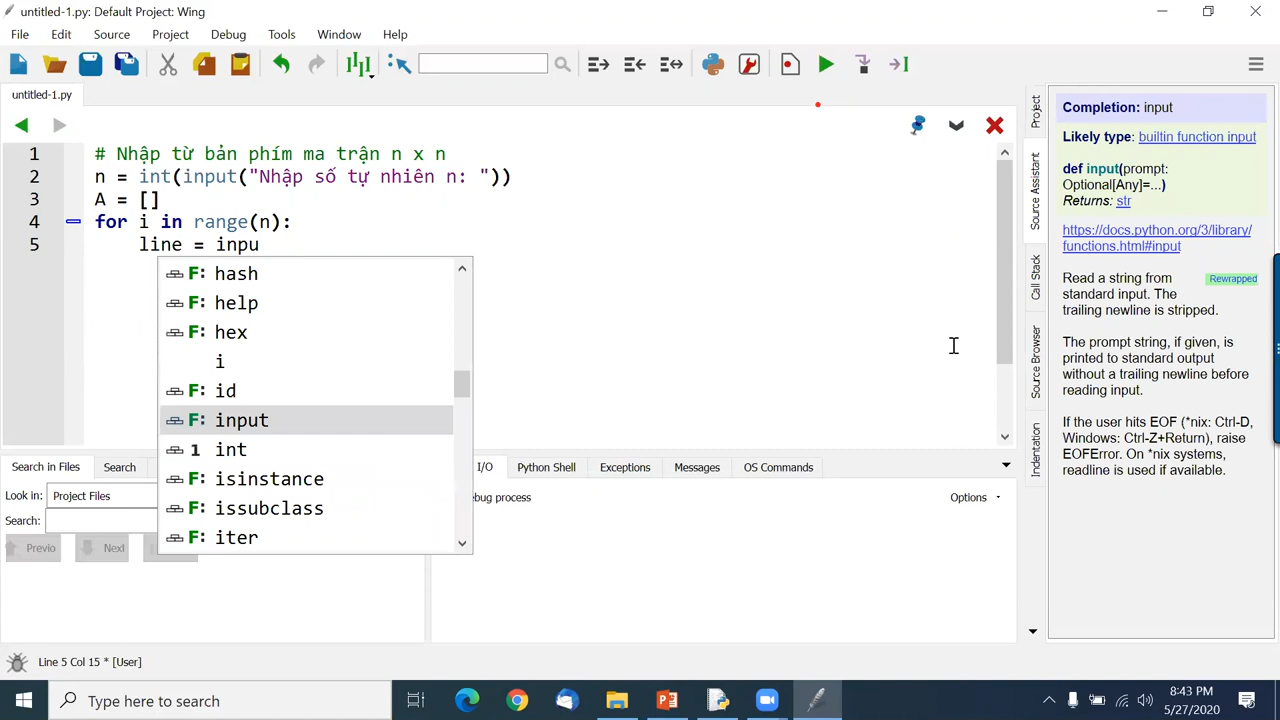 untitled-1.py: Default Project: Wing
File Edit Source Project Debug Tools Window Help
untitled-1.py
1 # Nhập từ bản phím ma trận n x n
2 n = int(input("Nhập số tự nhiên n: "))
3 A = []
4 for i in range(n):
5 line = inpu
F: hash
F: help
F: hex
i
F: id
F: input
1 int
isinstance
F: issubclass
F: iter
Project
Source Assistant
Call Stack
Source Browser
Indentation
Completion: input
Likely type: builtin function input
def input(prompt:
Optional[Any]=...)
Returns: str
https://docs.python.org/3/library/
functions.html#input
Read a string from Rewrapped
standard input. The
trailing newline is stripped.
The prompt string, if given, is
printed to standard output
without a trailing newline before
reading input.
If the user hits EOF (*nix: Ctrl-D,
Windows: Ctrl-Z+Return), raise
EOFError. On *nix systems,
readline is used if available.
Search in Files Search
I/O Python Shell Exceptions Messages OS Commands
Look in: Project Files
Search:
Previo Next
bug process Options
Line 5 Col 15 * [User]
Type here to search
8:43 PM
5/27/2020